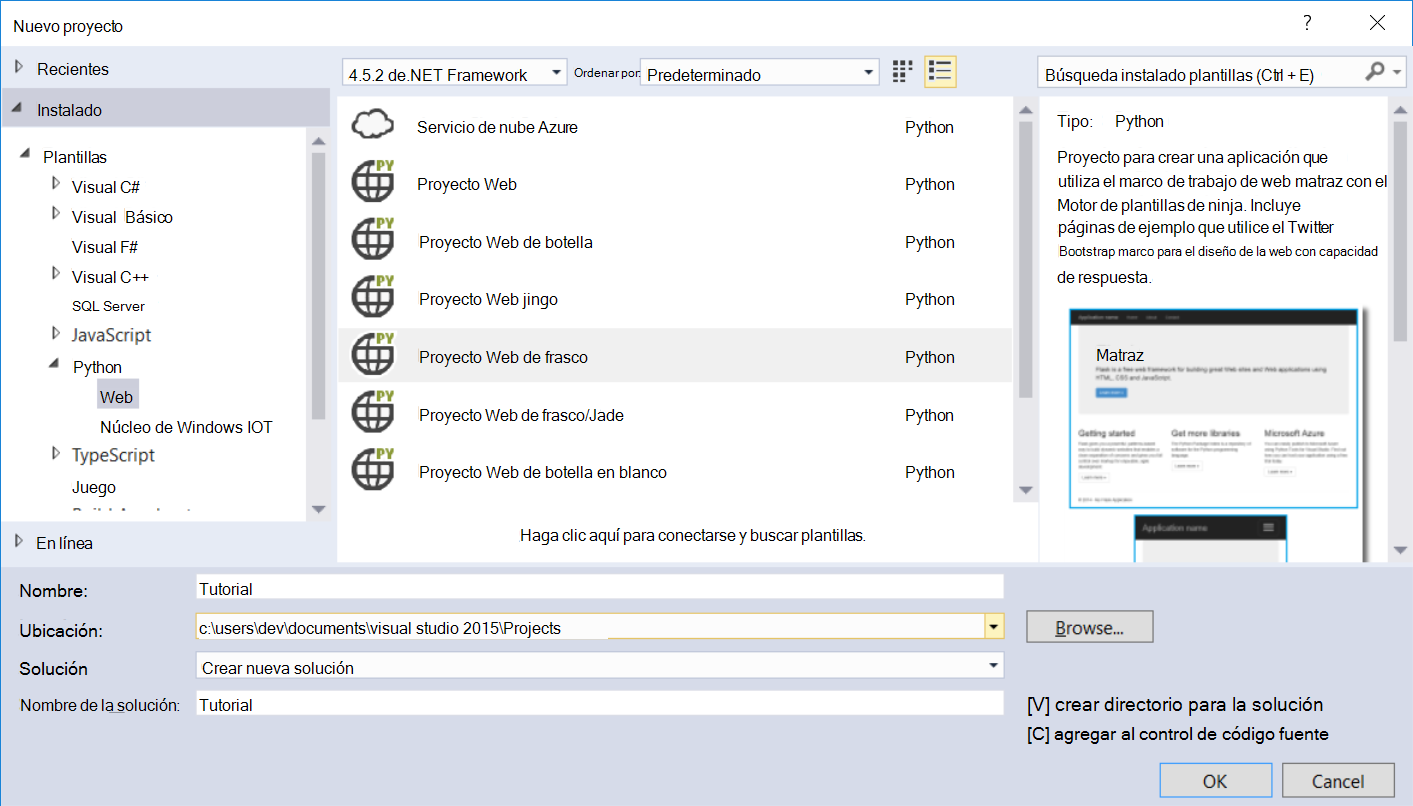 Nuevo proyecto
?
Recientes
Instalado
Plantillas
Visual C#
Visual Básico
Visual F#
Visual C++
SQL Server
JavaScript
Python
Web
Núcleo de Windows IOT
TypeScript
Juego
En línea
4.5.2 de.NET Framework
Ordenar por
Predeterminado
Búsqueda instalado plantillas (Ctrl + E)
Servicio de nube Azure Python
PY
Proyecto Web Python
PY
Proyecto Web de botella Python
PY
Proyecto Web jingo Python
PY
Proyecto Web de frasco Python
PY
Proyecto Web de frasco/Jade Python
PY
Proyecto Web de botella en blanco Python
Haga clic aquí para conectarse y buscar plantillas.
Tipo: Python
Proyecto para crear una aplicación que
utiliza el marco de trabajo de web matraz con el
Motor de plantillas de ninja. Incluye
páginas de ejemplo que utilice el Twitter
Bootstrap marco para el diseño de la web con capacidad
de respuesta.
Application name
Matraz
Flask is a free web framework for building great Web sites and Web applications using
HTML, CSS and JavaScript.
Getting started
Get more libraries
Microsoft Azure
Application name
Nombre: Tutorial
Ubicación: c:\users\dev\documents\visual studio 2015\Projects
Browse...
Solución Crear nueva solución
Nombre de la solución: Tutorial
[V] crear directorio para la solución
[C] agregar al control de código fuente
OK
Cancel